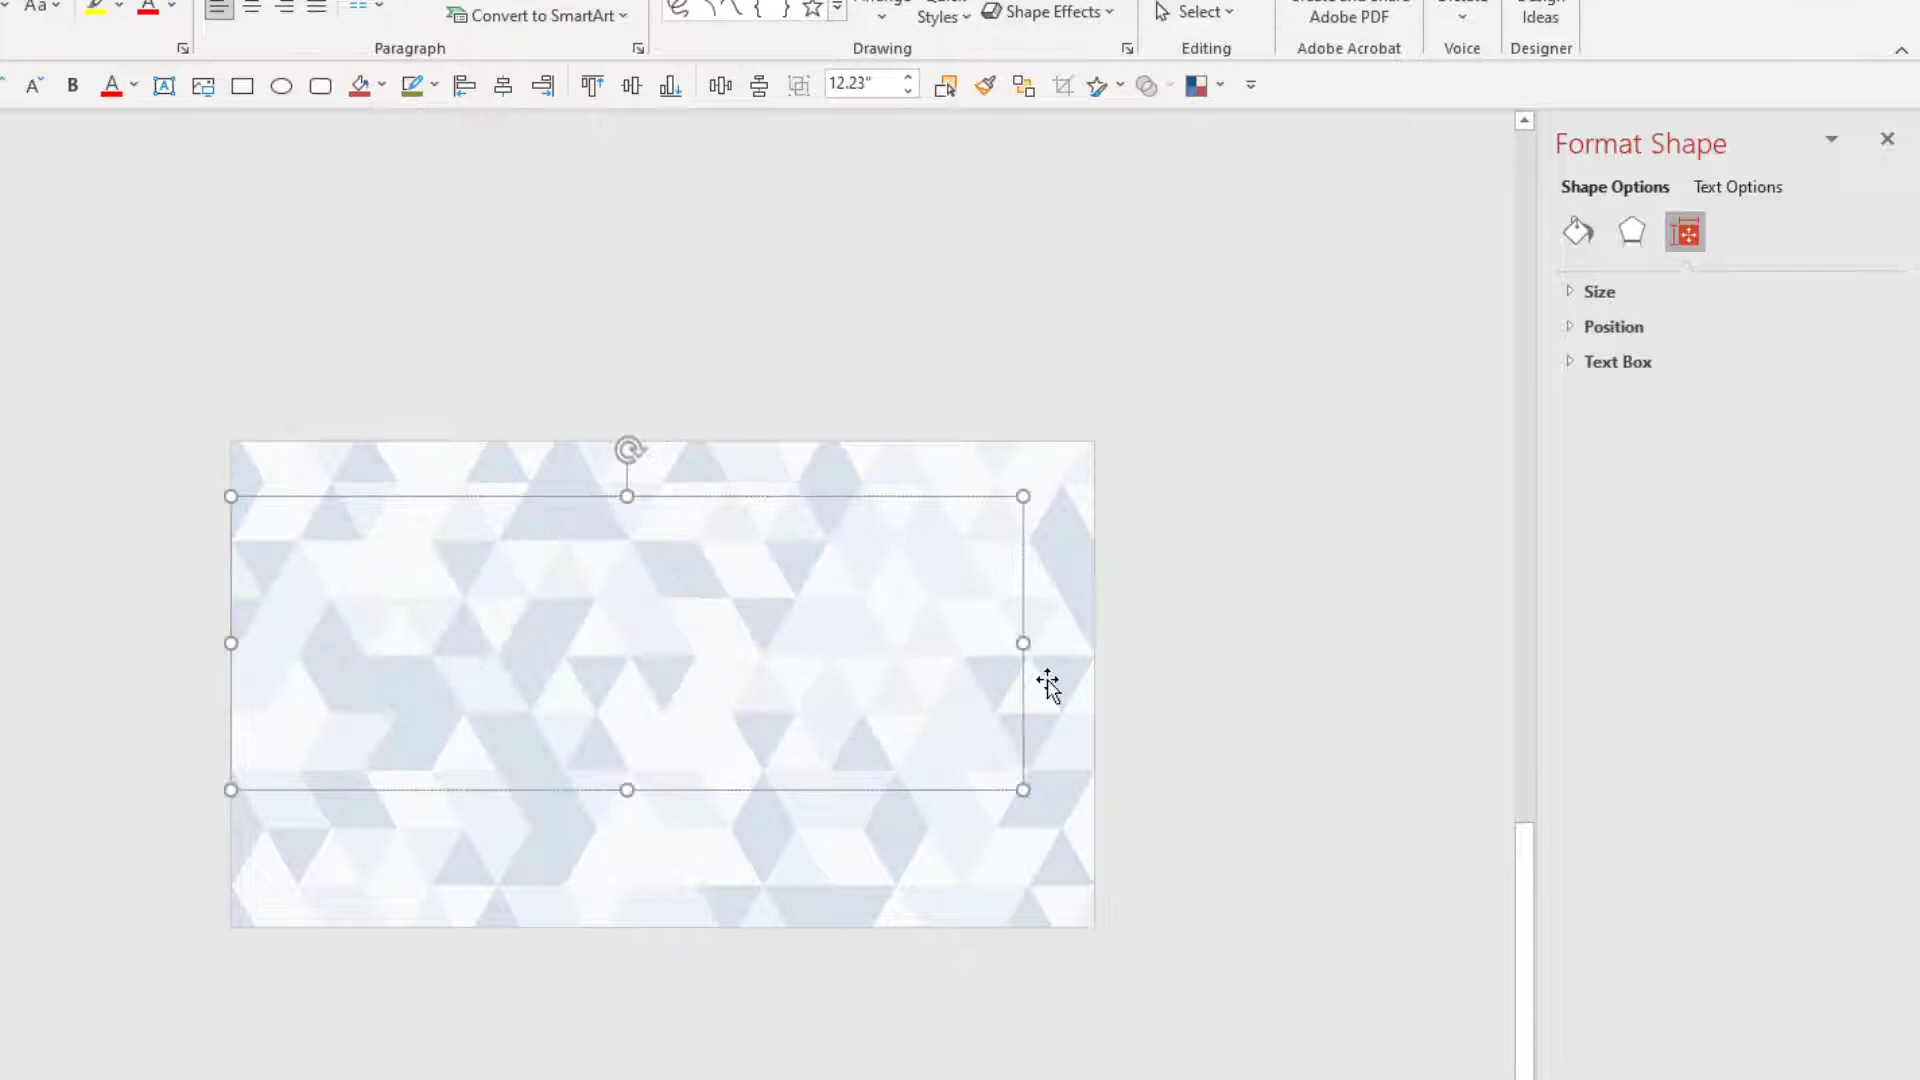 Aa
A
Convert to SmartArt
Styles
Shape Effects
Select
Adobe PDF
Ideas
Paragraph
Drawing
Editing
Adobe Acrobat
Voice
Designer
A B A A 12.23"
Format Shape
Shape Options Text Options
Size
Position
Text Box